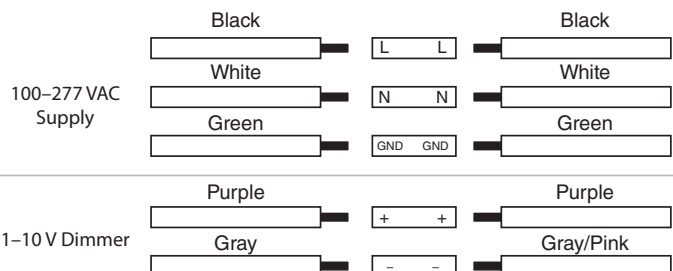 Black Black
L L
White White
100–277 VAC
Supply
N N
Green Green
GND GND
Purple Purple
+ +
1–10 V Dimmer
Gray Gray/Pink
– –